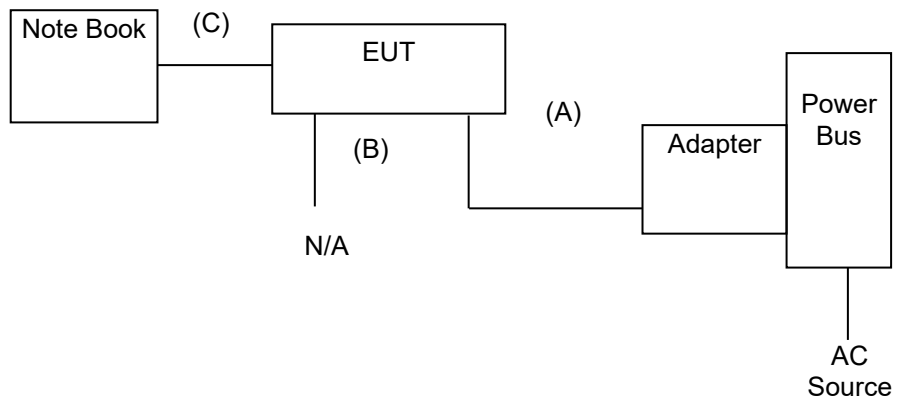 Note Book
(C)
EUT
(A)
Power
Bus
Adapter
(B)
N/A
AC
Source